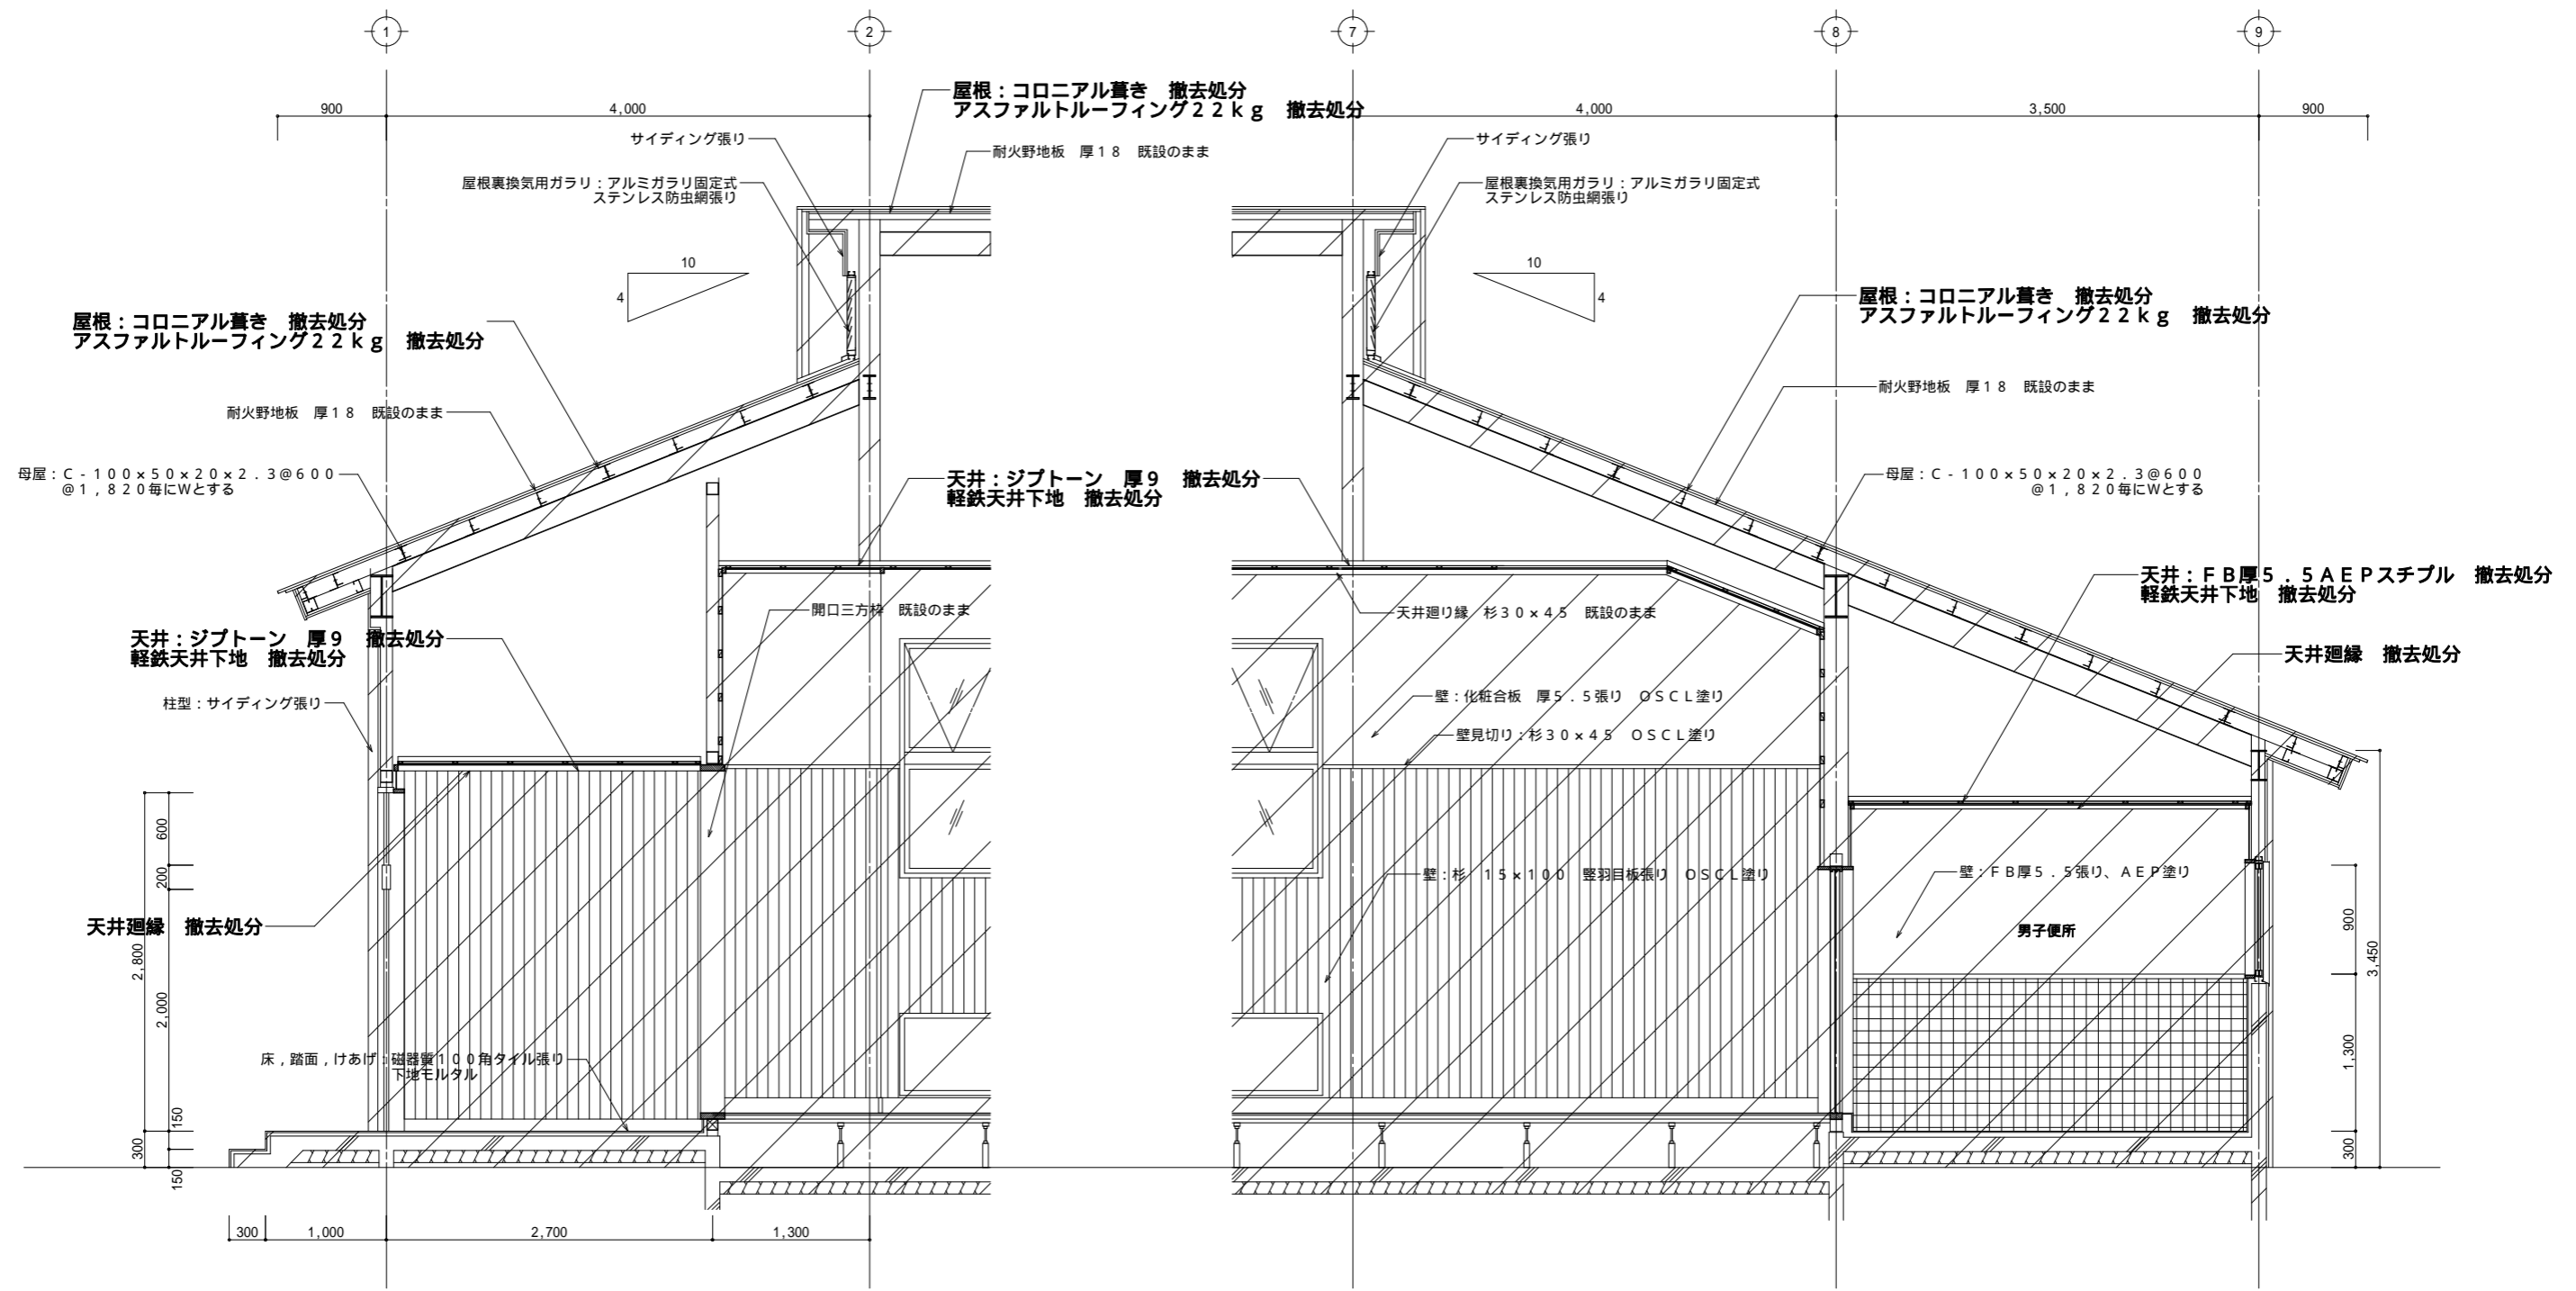 1
2
7
8
9
900
4,000
4,000
3,500
900
屋根：コロニアル葺き　撤去処分
アスファルトルーフィング２２ｋｇ　撤去処分
サイディング張り
耐火野地板　厚１８　既設のまま
屋根裏換気用ガラリ：アルミガラリ固定式
ステンレス防虫網張り
サイディング張り
屋根裏換気用ガラリ：アルミガラリ固定式
ステンレス防虫網張り
10
4
10
4
屋根：コロニアル葺き　撤去処分
アスファルトルーフィング２２ｋｇ　撤去処分
屋根：コロニアル葺き　撤去処分
アスファルトルーフィング２２ｋｇ　撤去処分
耐火野地板　厚１８　既設のまま
耐火野地板　厚１８　既設のまま
母屋：Ｃ-１００×５０×２０×２．３@６００
@１，８２０毎にWとする
天井：ジプトーン　厚９　撤去処分
軽鉄天井下地　撤去処分
母屋：Ｃ-１００×５０×２０×２．３@６００
@１，８２０毎にWとする
天井：ＦＢ厚５．５ＡＥＰスチプル　撤去処分
軽鉄天井下地　撤去処分
開口三方枠　既設のまま
天井廻り縁　杉３０×４５　既設のまま
天井：ジプトーン　厚９　撤去処分
軽鉄天井下地　撤去処分
天井廻縁　撤去処分
柱型：サイディング張り
壁：化粧合板　厚５．５張り　ＯＳＣＬ塗り
壁見切り：杉３０×４５　ＯＳＣＬ塗り
壁：杉　１５×１００　竪羽目板張り　ＯＳＣＬ塗り
壁：ＦＢ厚５．５張り、ＡＥＰ塗り
天井廻縁　撤去処分
男子便所
床，踏面，けあげ：磁器質１００角タイル張り
下地モルタル
600
200
2,800
2,000
150
300
150
900
3,450
1,300
300
300
1,000
2,700
1,300